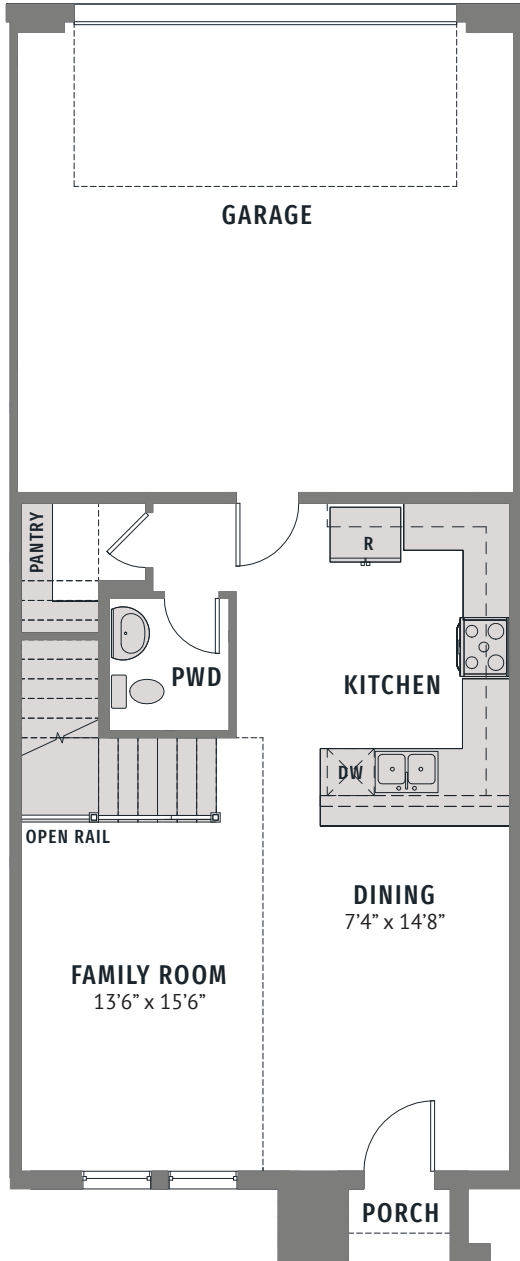 GARAGE
PANTRY
R
PWD
KITCHEN
DW
OPEN RAIL
DINING
7'4” x 14'8”
FAMILY ROOM
13'6” x 15'6”
PORCH